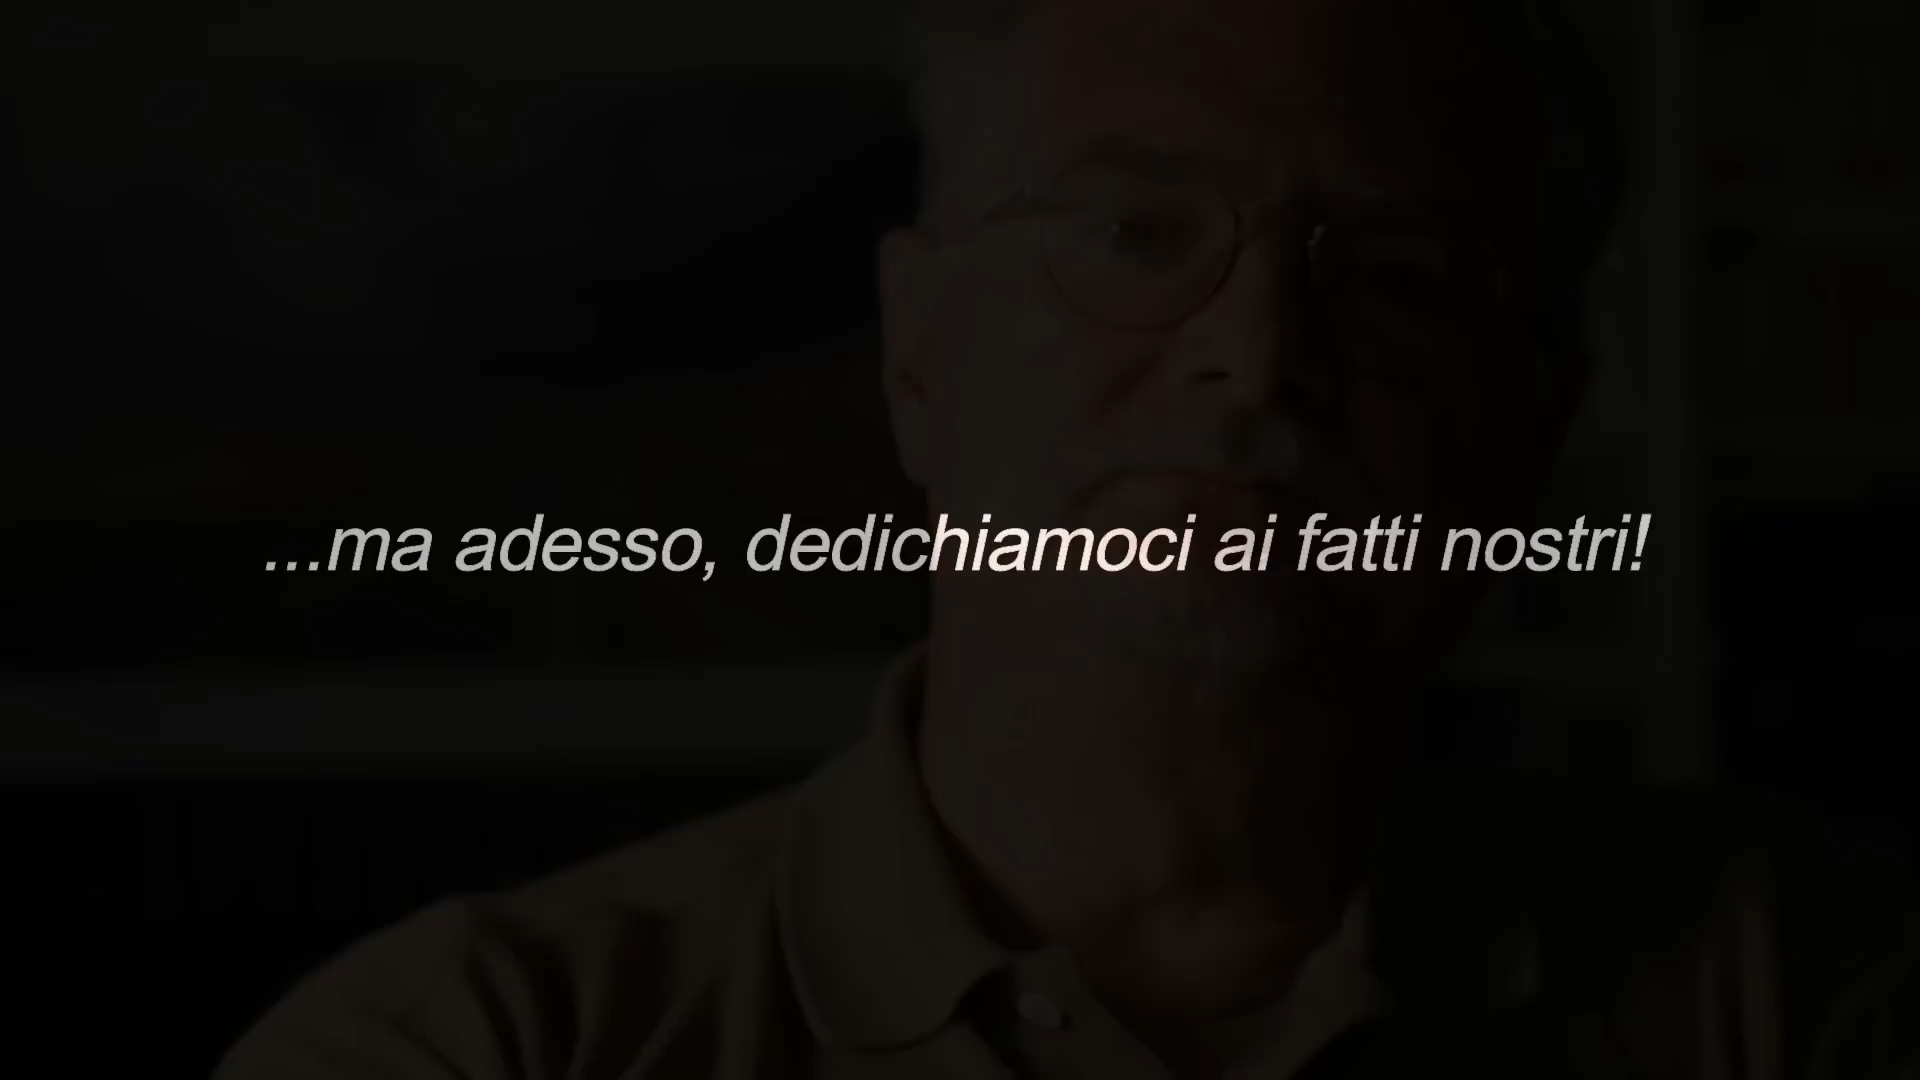 ...ma adesso, dedichiamoci ai fatti nostri!